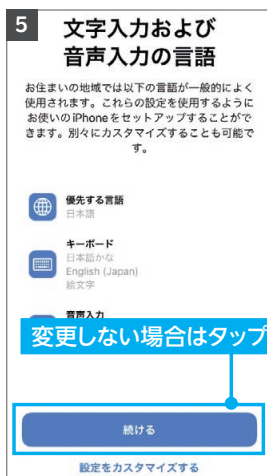 5
文字入力および
音声入力の言語
お住まいの地域では以下の言語が一般的によく
使用されます。これらの設定を使用するように
お使いのiPhoneをセットアップすることがで
きます。別々にカスタマイズすることも可能で
す。
優先する言語
日本語
キーボード
日本語かな
English (Japan)
絵文字
音声入力
変更しない場合はタップ
続ける
設定をカスタマイズする